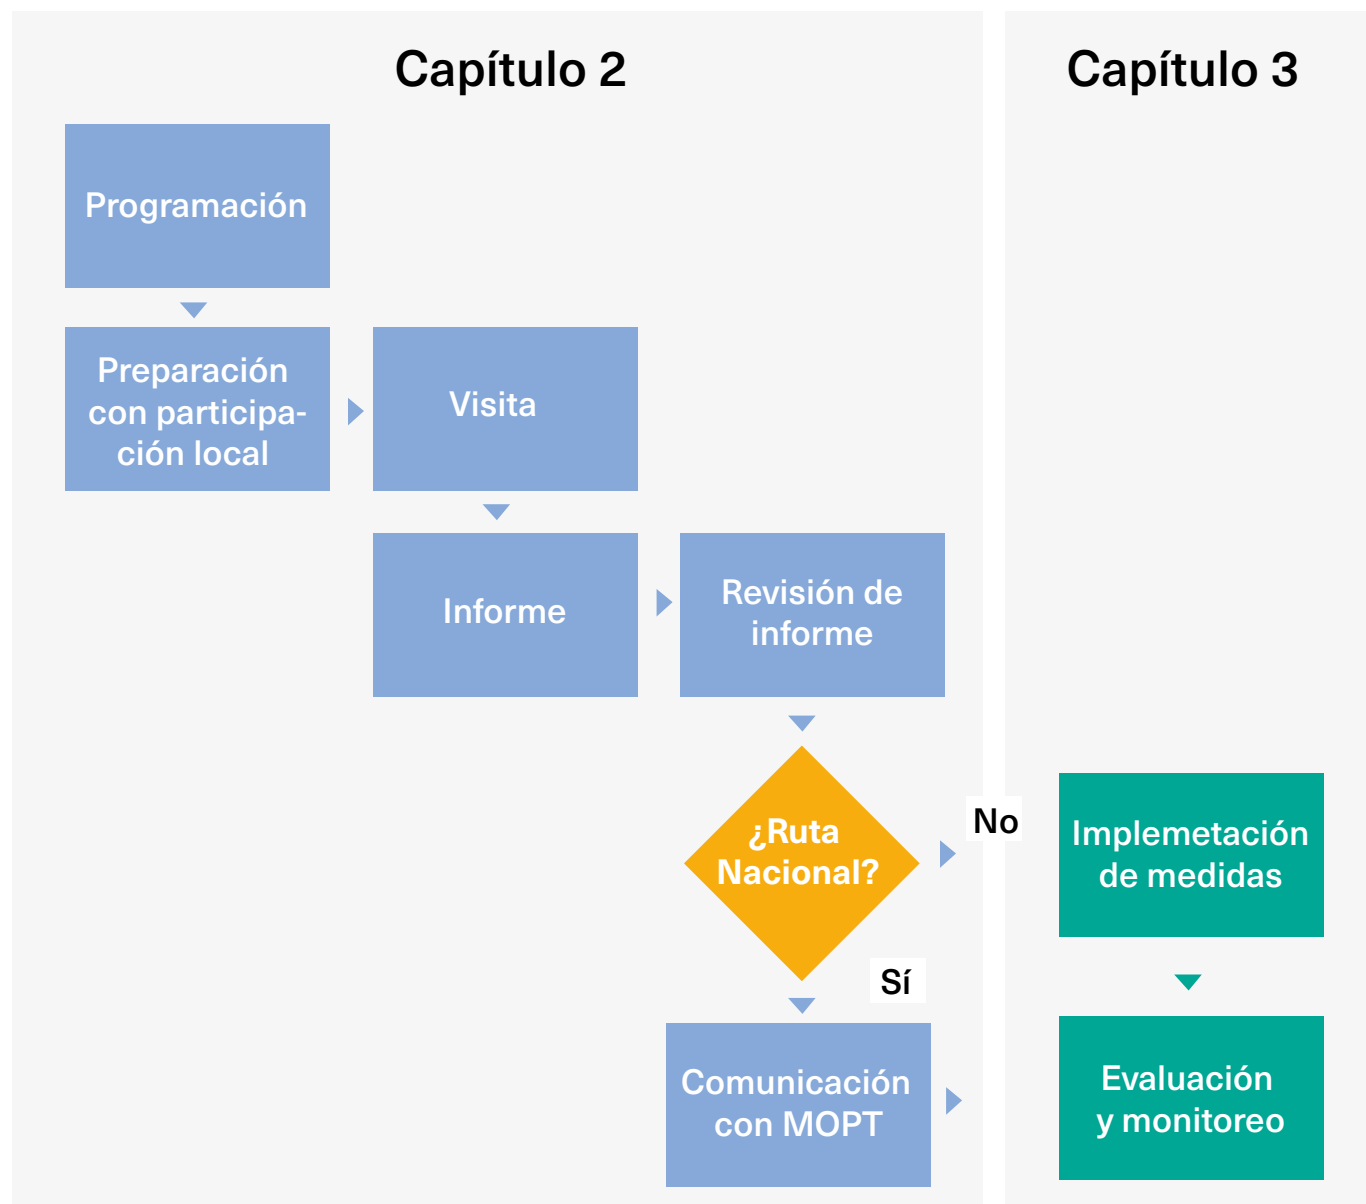 Capítulo 2
Programación
Preparación
con participa-
ción local
Visita
Informe
Revisión de
informe
¿Ruta
Nacional?
No
Sí
Comunicación
con MOPT
Capítulo 3
Implemetación
de medidas
Evaluación
y monitoreo